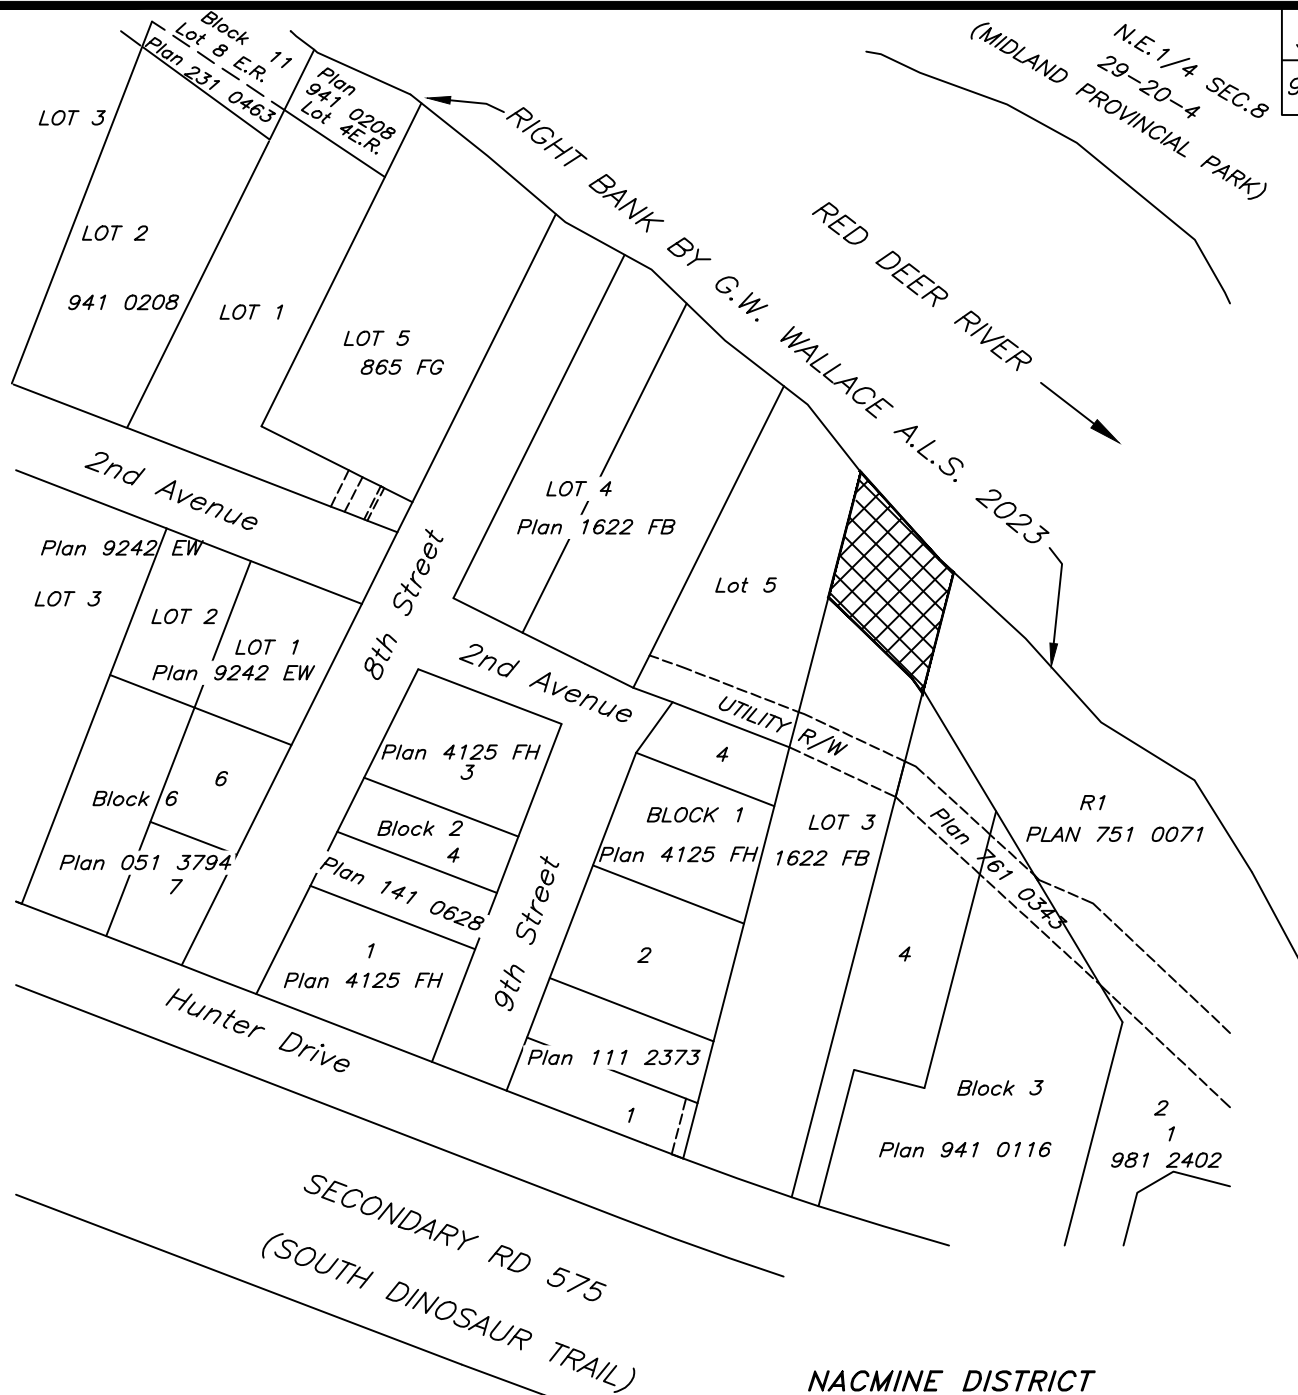 Block 11
Lot 8 E.R.
Plan 231 0463
Plan
941 0208
Lot 4E.R.
N.E.1/4 SEC.8
29-20-4
(MIDLAND PROVINCIAL PARK)
9
LOT 3
LOT 2
941 0208
LOT 1
LOT 5
865 FG
RIGHT BANK BY G.W. WALLACE A.L.S. 2023
RED DEER RIVER
2nd Avenue
LOT 4
Plan 1622 FB
Lot 5
Plan 9242 EW
LOT 3
LOT 2
LOT 1
Plan 9242 EW
8th Street
2nd Avenue
UTILITY R/W
Plan 761 0343
Plan 4125 FH
3
Block 2
4
Plan 141 0628
1
Plan 4125 FH
6
Block 6
Plan 051 3794
7
9th Street
4
BLOCK 1
Plan 4125 FH
2
Plan 111 2373
1
LOT 3
1622 FB
4
R1
PLAN 751 0071
Block 3
Plan 941 0116
2
1
981 2402
Hunter Drive
SECONDARY RD 575
(SOUTH DINOSAUR TRAIL)
NACMINE DISTRICT